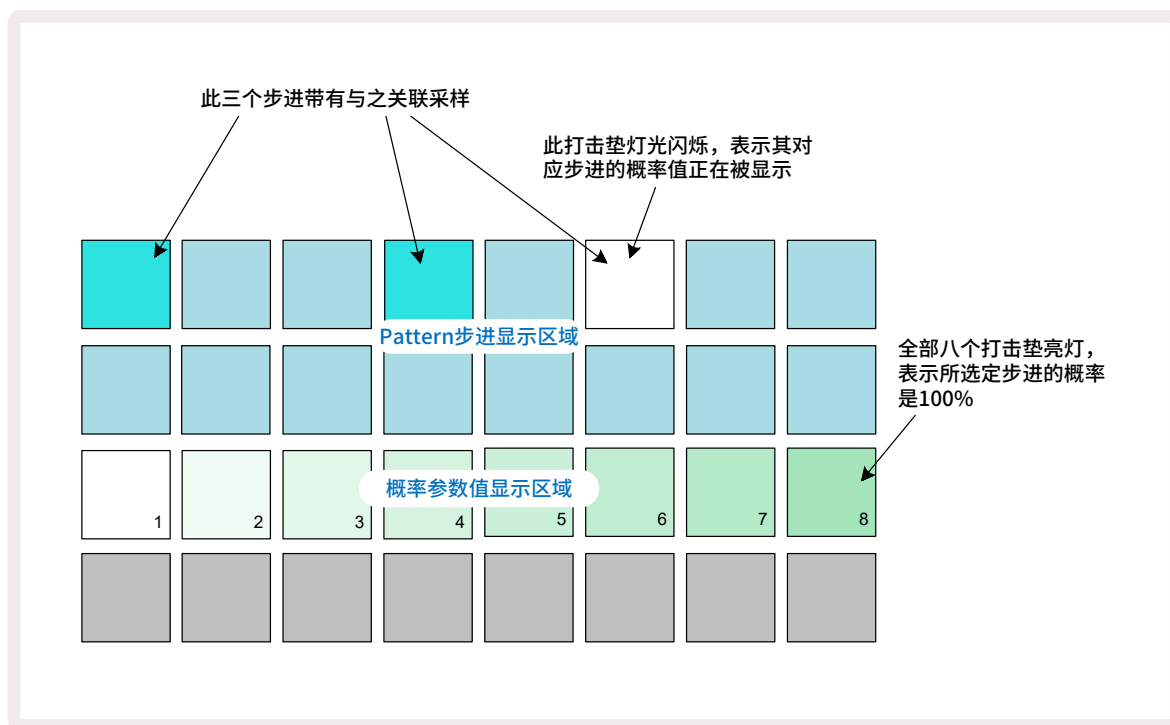 此三个步进带有与之关联采样
此打击垫灯光闪烁，表示其对
应步进的概率值正在被显示
Pattern步进显示区域
全部八个打击垫亮灯，
表示所选定步进的概率
是100%
概率参数值显示区域
1 2 3 4 5 6 7 8